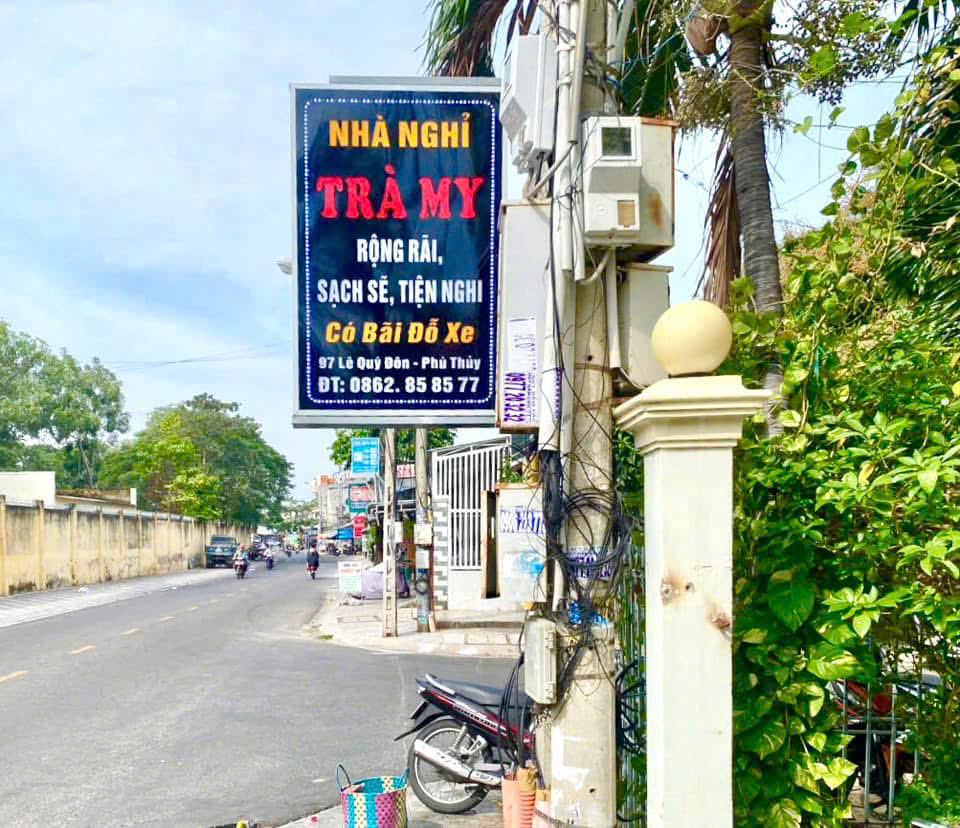 NHÀ NGHỈ
TRÀ MY
RỘNG RÃI,
SẠCH SẼ, TIỆN NGHI
Có Bãi Đỗ Xe
97 Lê Quý Đôn - Phú Thủy
ĐT: 0862. 85 85 77